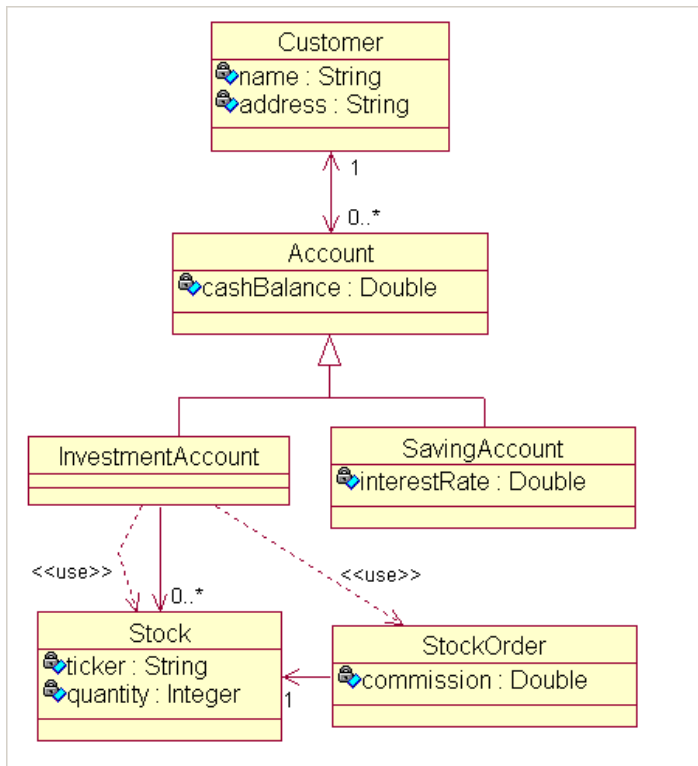 Customer
name : String
address : String
1
0..*
Account
cashBalance : Double
InvestmentAccount
SavingAccount
interestRate : Double
<<use>>
<<use>>
0..*
Stock
ticker : String
quantity : Integer
1
StockOrder
commission : Double